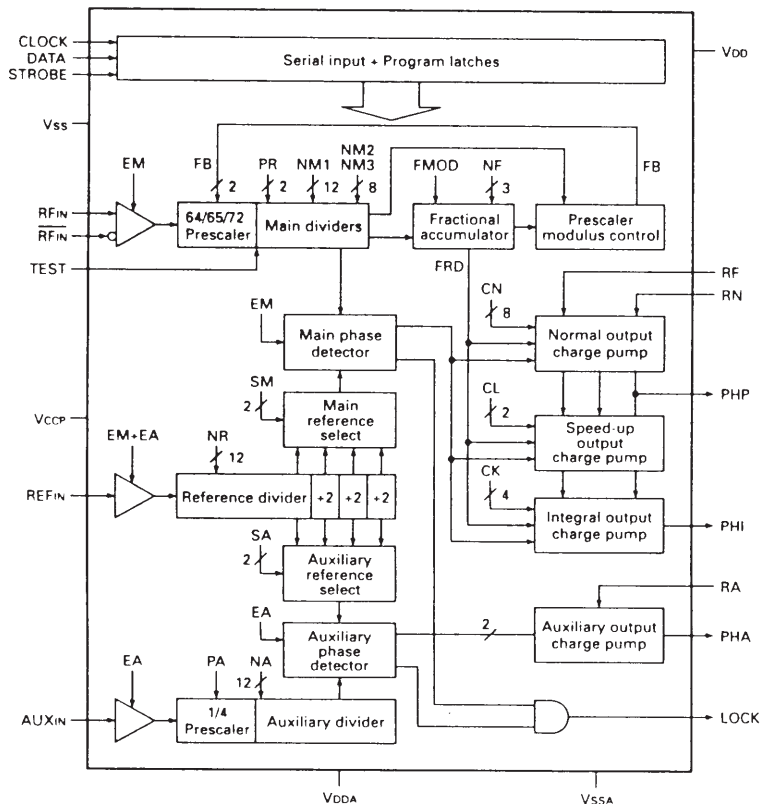 CLOCK
DATA
STROBE
Serial input + Program latches
VDD
VSS
EM
FB
2
PR
2
NM1
12
NM2
NM3
8
FMOD
NF
3
FB
RFIN
RFIN
64/65/72
Prescaler
Main dividers
Fractional
accumulator
Prescaler
modulus control
TEST
FRD
RF
RN
EM
Main phase
detector
CN
8
Normal output
charge pump
PHP
SM
2
Main
reference
select
CL
2
Speed-up
output
charge pump
VCCP
EM+EA
NR
12
REFIN
Reference divider
÷2
÷2
÷2
CK
4
Integral output
charge pump
PHI
SA
2
Auxiliary
reference
select
RA
EA
Auxiliary
phase
detector
2
Auxiliary output
charge pump
PHA
EA
PA
NA
12
AUXIN
1/4
Prescaler
Auxiliary divider
LOCK
VDDA
VSSA